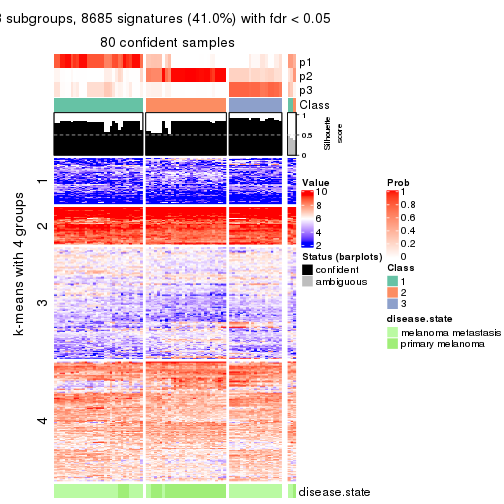 3 subgroups, 8685 signatures (41.0%) with fdr < 0.05
80 confident samples
p1
p2
p3
Class
1
0.5
0
Silhouette
score
k-means with 4 groups
1
2
3
4
Value
10
8
6
4
2
Status (barplots)
confident
ambiguous
Prob
1
0.8
0.6
0.4
0.2
0
Class
1
2
3
disease.state
melanoma metastasis
primary melanoma
disease.state